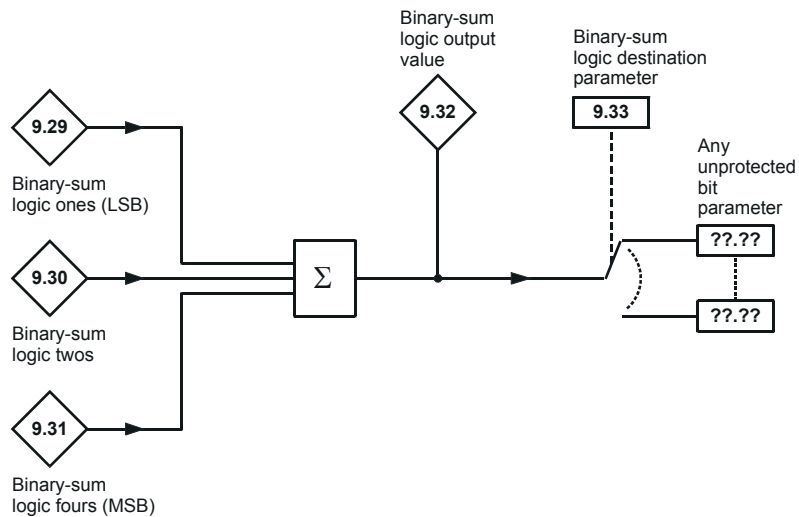 Binary-sum
logic output
value
9.32
Binary-sum
logic destination
parameter
9.33
9.29
Binary-sum
logic ones (LSB)
Any
unprotected
bit
parameter
??.??
??.??
9.30
Binary-sum
logic twos
Σ
9.31
Binary-sum
logic fours (MSB)